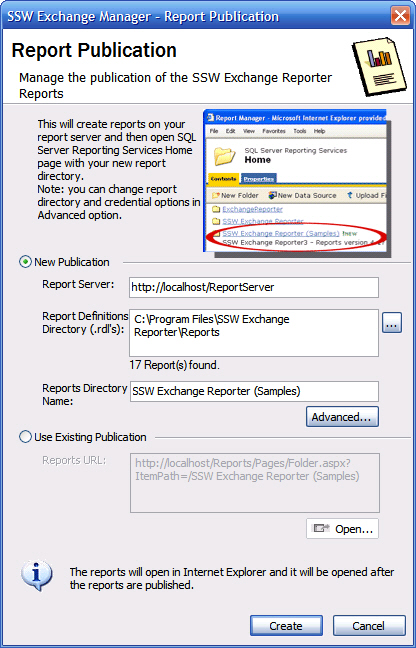 SSW Exchange Manager - Report Publication
Report Publication
Manage the publication of the SSW Exchange Reporter
Reports
This will create reports on your
report server and then open SQL
Server Reporting Services Home
page with your new report
directory.
Note: you can change report
directory and credential options in
Advanced option.
Report Manager - Microsoft Internet Explorer provided
File Edit View Favorites Tools Help
SQL Server Reporting Services
Home
Contents Properties
New Folder New Data Source Upload Fi
ExchangeReporter
SSW Exchange Reporter
SSW Exchange Reporter (Samples) !new
SSW Exchange Reporter3 - Reports version
New Publication
Report Server: http://localhost/ReportServer
Report Definitions C:\Program Files\SSW Exchange
Directory (.rdl's): Reporter\Reports
...
17 Report(s) found.
Reports Directory SSW Exchange Reporter (Samples)
Name:
Advanced...
Use Existing Publication
Reports URL: http://localhost/Reports/Pages/Folder.aspx?
ItemPath=/SSW Exchange Reporter (Samples)
Open...
The reports will open in Internet Explorer and it will be opened after
the reports are published.
Create Cancel